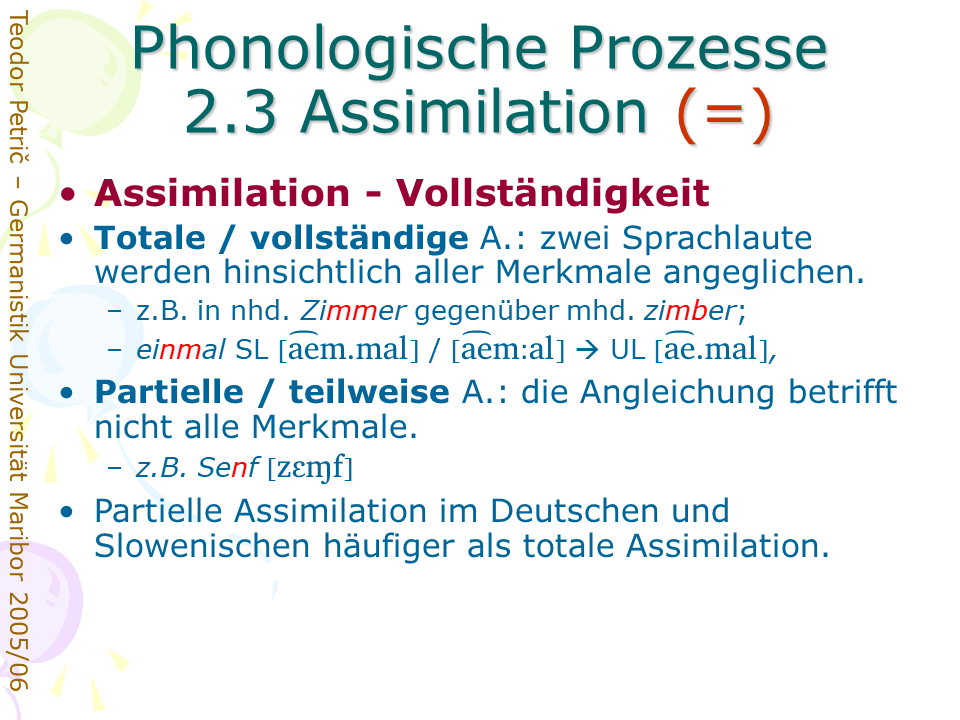 Phonologische Prozesse
2.3 Assimilation (=)
• Assimilation - Vollständigkeit
• Totale / vollständige A.: zwei Sprachlaute
werden hinsichtlich aller Merkmale angeglichen.
– z.B. in nhd. Zimmer gegenüber mhd. zimber;
– einmal SL [a͡em.mal] / [a͡em:al] → UL [a͡e.mal],
• Partielle / teilweise A.: die Angleichung betrifft
nicht alle Merkmale.
– z.B. Senf [zɛɱf]
• Partielle Assimilation im Deutschen und
Slowenischen häufiger als totale Assimilation.
Teodor Petrič – Germanistik Universität Maribor 2005/06